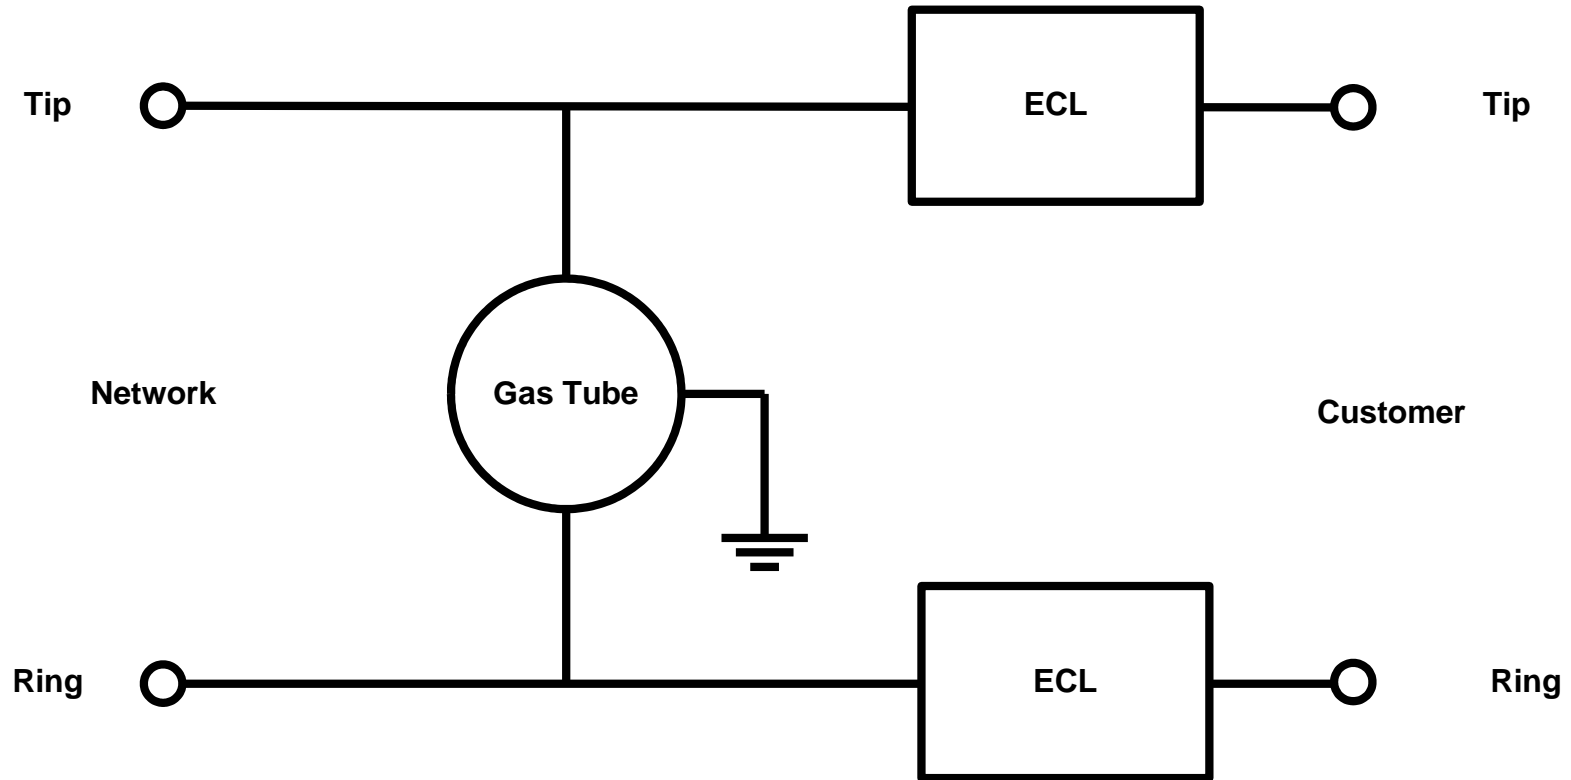 Tip
ECL
Tip
Network
Gas Tube
Customer
Ring
ECL
Ring